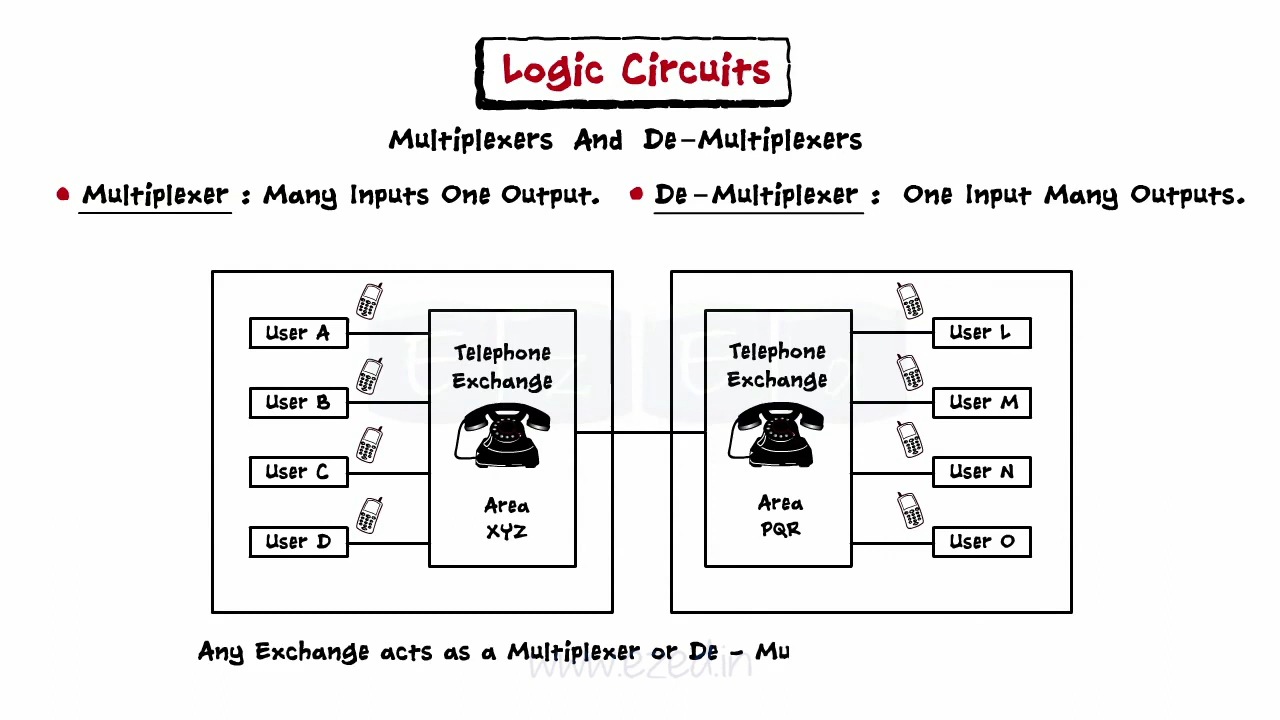 Logic Circuits
Multiplexers And De-Multiplexers
• Multiplexer : Many Inputs One Output.
• De-Multiplexer : One Input Many Outputs.
User A
User B
User C
User D
Telephone
Exchange
Area
XYZ
Telephone
Exchange
Area
PQR
User L
User M
User N
User O
Any Exchange acts as a Multiplexer or De - Mu
Ez Ed
www.ezed.in